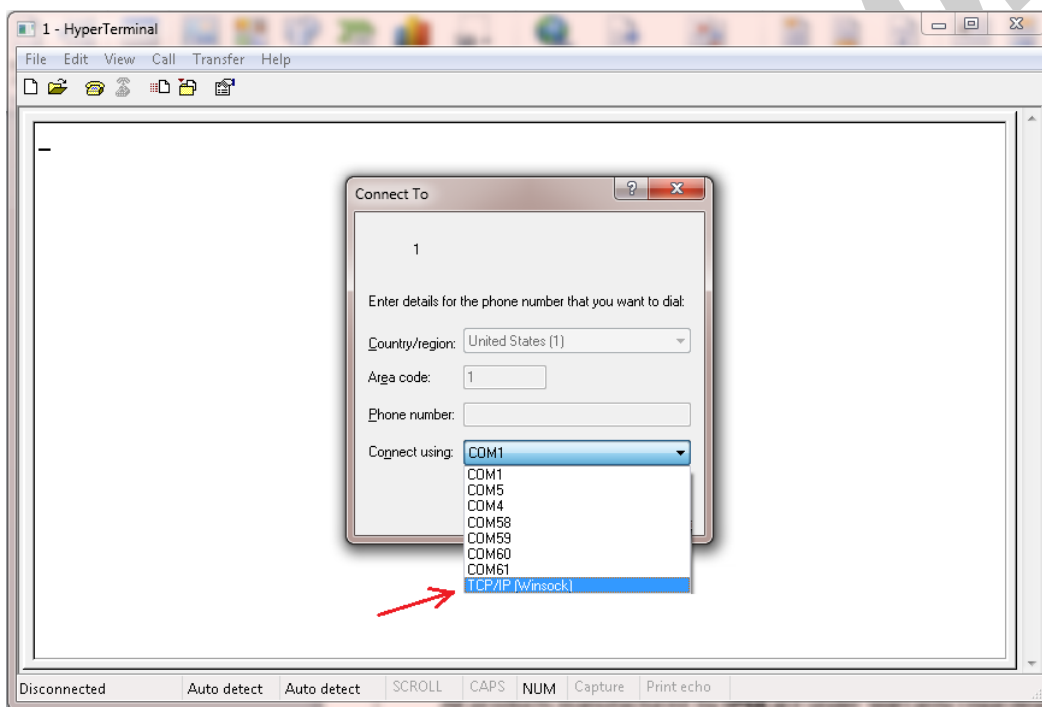 1 - HyperTerminal
File Edit View Call Transfer Help
Connect To
1
Enter details for the phone number that you want to dial:
Country/region: United States (1)
Area code: 1
Phone number:
Connect using: COM1
COM1
COM5
COM4
COM58
COM59
COM60
COM61
TCP/IP (Winsock)
Disconnected Auto detect Auto detect SCROLL CAPS NUM Capture Print echo